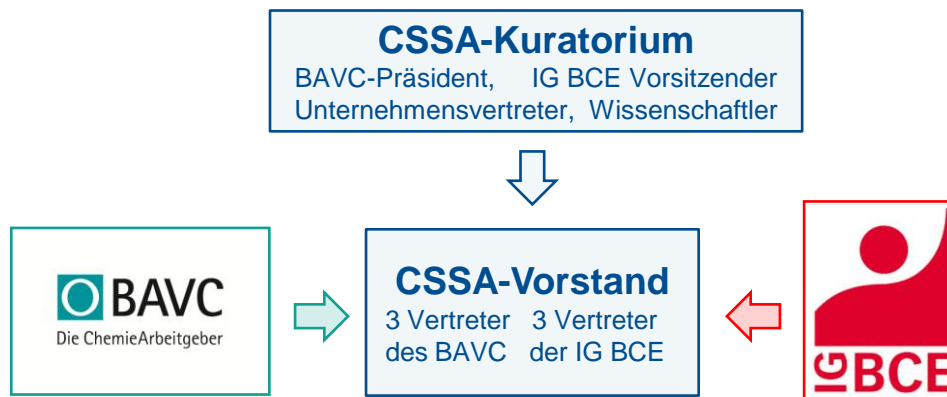 CSSA-Kuratorium
BAVC-Präsident, IG BCE Vorsitzender
Unternehmensvertreter, Wissenschaftler
BAVC
Die ChemieArbeitgeber
CSSA-Vorstand
3 Vertreter 3 Vertreter
des BAVC der IG BCE
IG BCE